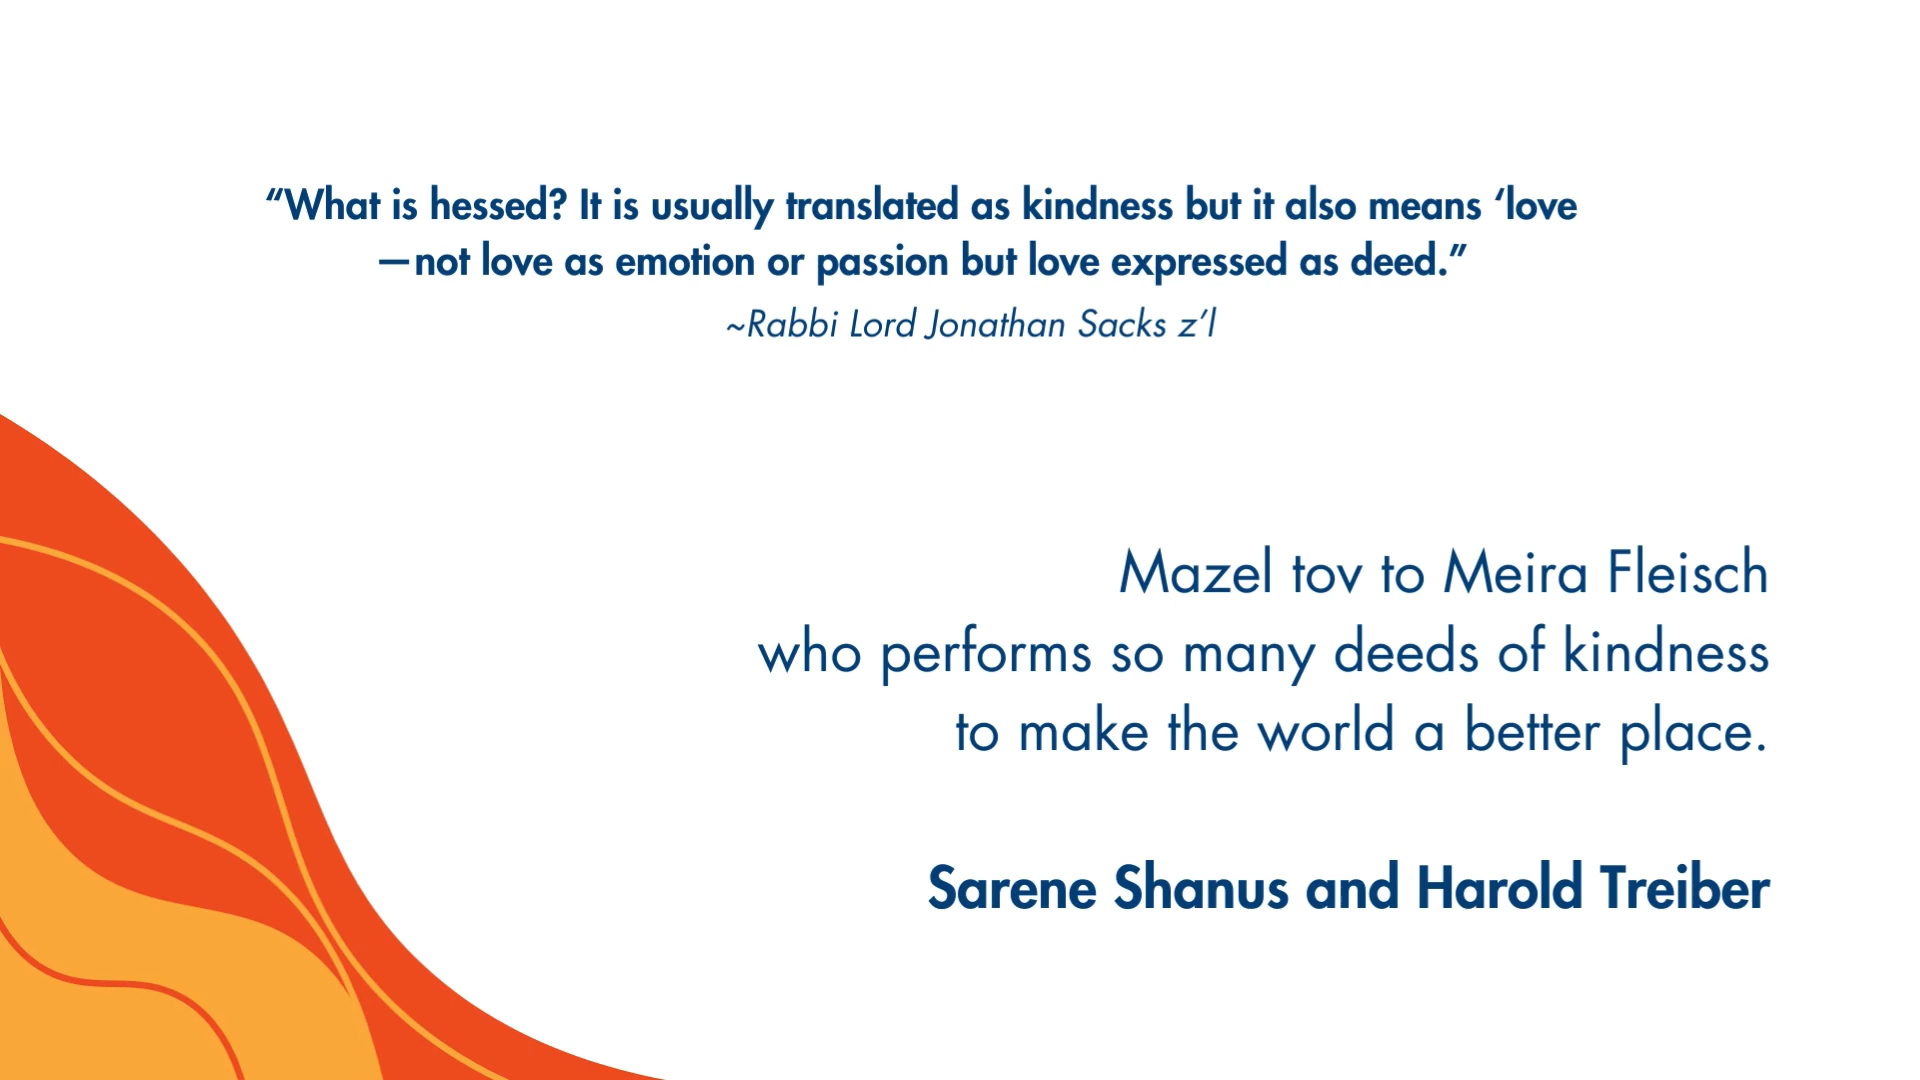 “What is hessed? It is usually translated as kindness but it also means ‘love
—not love as emotion or passion but love expressed as deed.”
~Rabbi Lord Jonathan Sacks z’l
Mazel tov to Meira Fleisch
who performs so many deeds of kindness
to make the world a better place.
Sarene Shanus and Harold Treiber